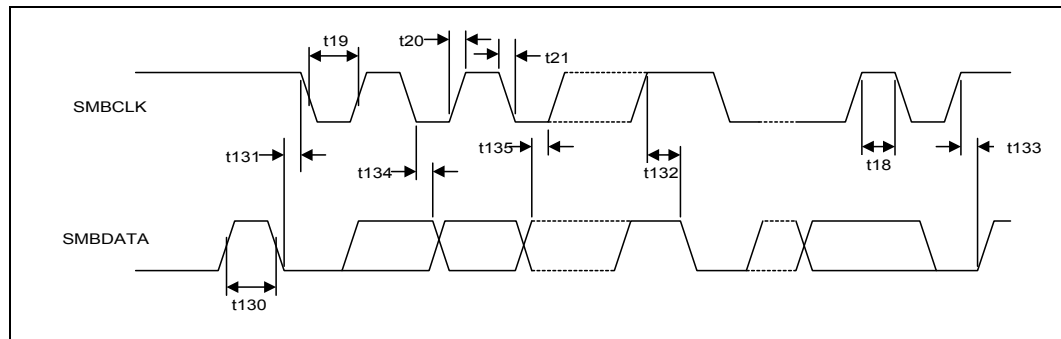 t19
t20
t21
SMBCLK
t131
t134
t135
t132
t18
t133
SMBDATA
t130